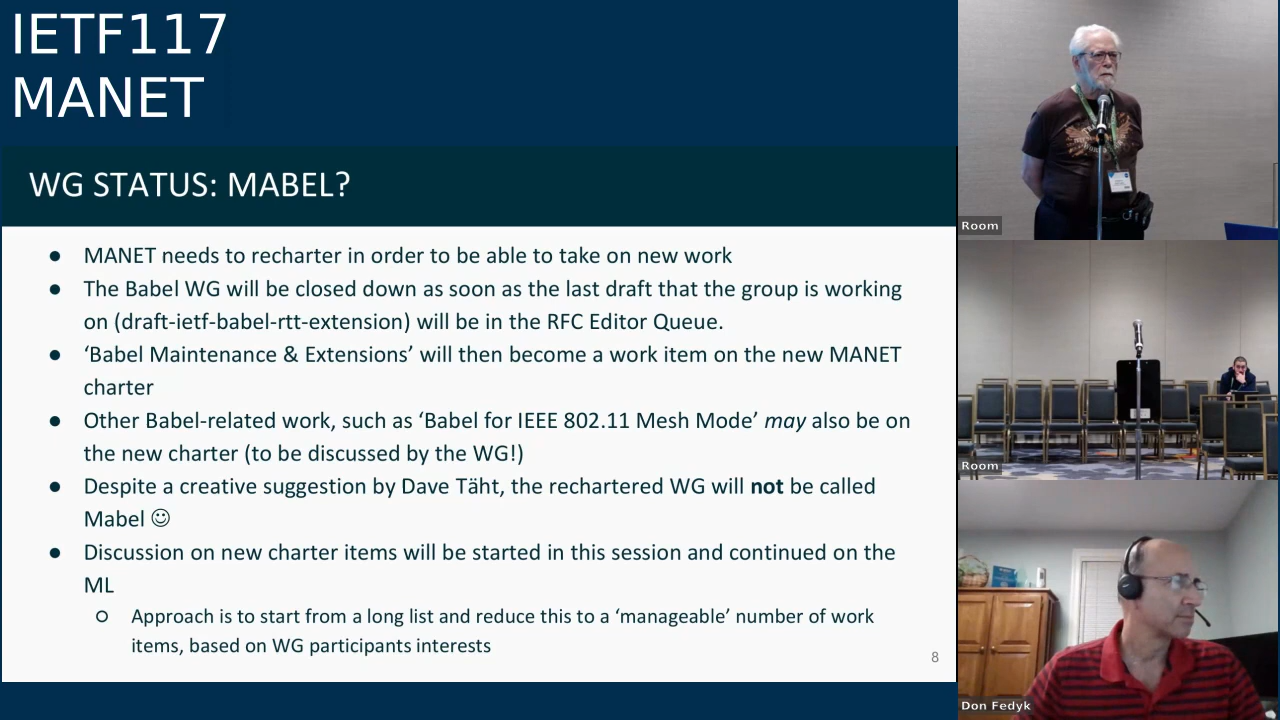 IETF117
MANET
WG STATUS: MABEL?
● MANET needs to recharter in order to be able to take on new work
● The Babel WG will be closed down as soon as the last draft that the group is working
on (draft-ietf-babel-rtt-extension) will be in the RFC Editor Queue.
● ‘Babel Maintenance & Extensions’ will then become a work item on the new MANET
charter
● Other Babel-related work, such as ‘Babel for IEEE 802.11 Mesh Mode’ may also be on
the new charter (to be discussed by the WG!)
● Despite a creative suggestion by Dave Täht, the rechartered WG will not be called
Mabel ☺
● Discussion on new charter items will be started in this session and continued on the
ML
○ Approach is to start from a long list and reduce this to a ‘manageable’ number of work
items, based on WG participants interests
8
Room
Room
Don Fedyk